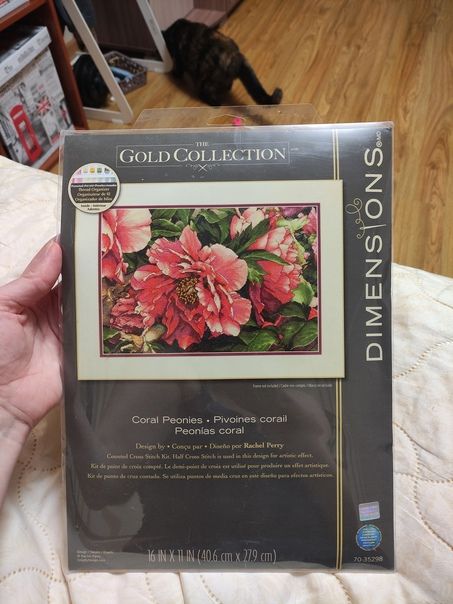 THE
GOLD COLLECTION
DIMENSIONS®
Thread Organizer
Coral Peonies • Pivoines corail
Peonías coral
Design by • Conçu par • Diseño por Rachel Perry
Counted Cross Stitch Kit. Half Cross Stitch is used in this design for artistic effect.
Kit de point de croix compté. Le demi-point de croix est utilisé pour produire un effet artistique.
Kit de punto de cruz contada. Se utiliza puntos de media cruz en este diseño para efectos artísticos.
16 IN X 11 IN (40.6 cm x 27.9 cm)
70-35298